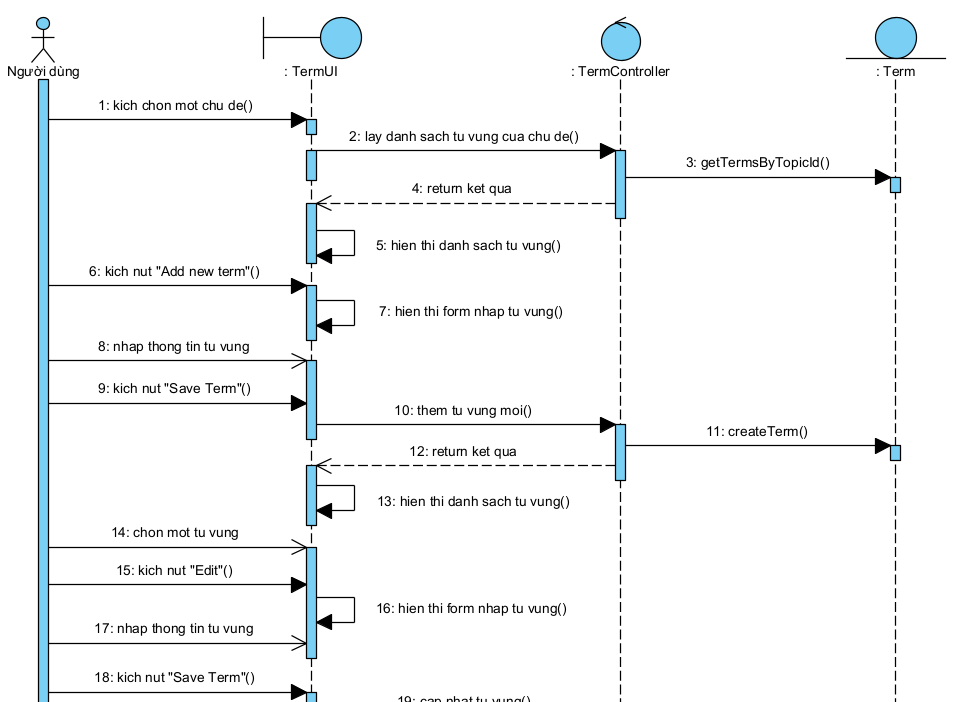 Người dùng
: TermUI
: TermController
: Term
1: kich chon mot chu de()
2: lay danh sach tu vung cua chu de()
3: getTermsByTopicId()
4: return ket qua
5: hien thi danh sach tu vung()
6: kich nut "Add new term"()
7: hien thi form nhap tu vung()
8: nhap thong tin tu vung
9: kich nut "Save Term"()
10: them tu vung moi()
11: createTerm()
12: return ket qua
13: hien thi danh sach tu vung()
14: chon mot tu vung
15: kich nut "Edit"()
16: hien thi form nhap tu vung()
17: nhap thong tin tu vung
18: kich nut "Save Term"()
19: cap nhat tu vung()